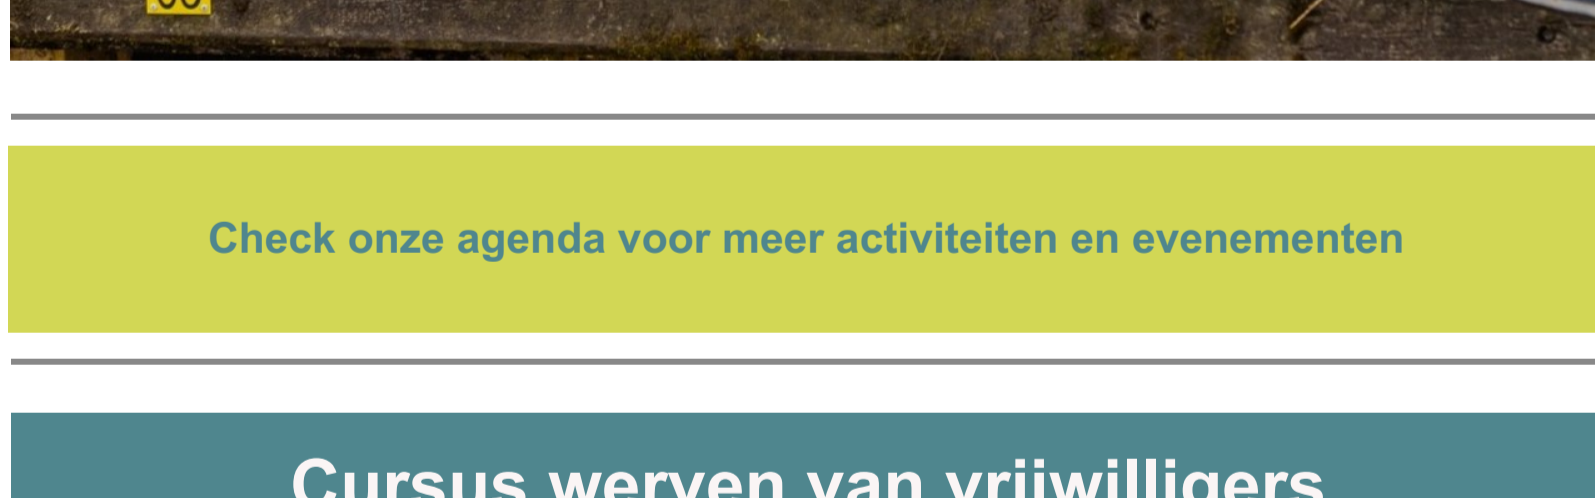 Check onze agenda voor meer activiteiten en evenementen
Cursus werven van vrijwilligers